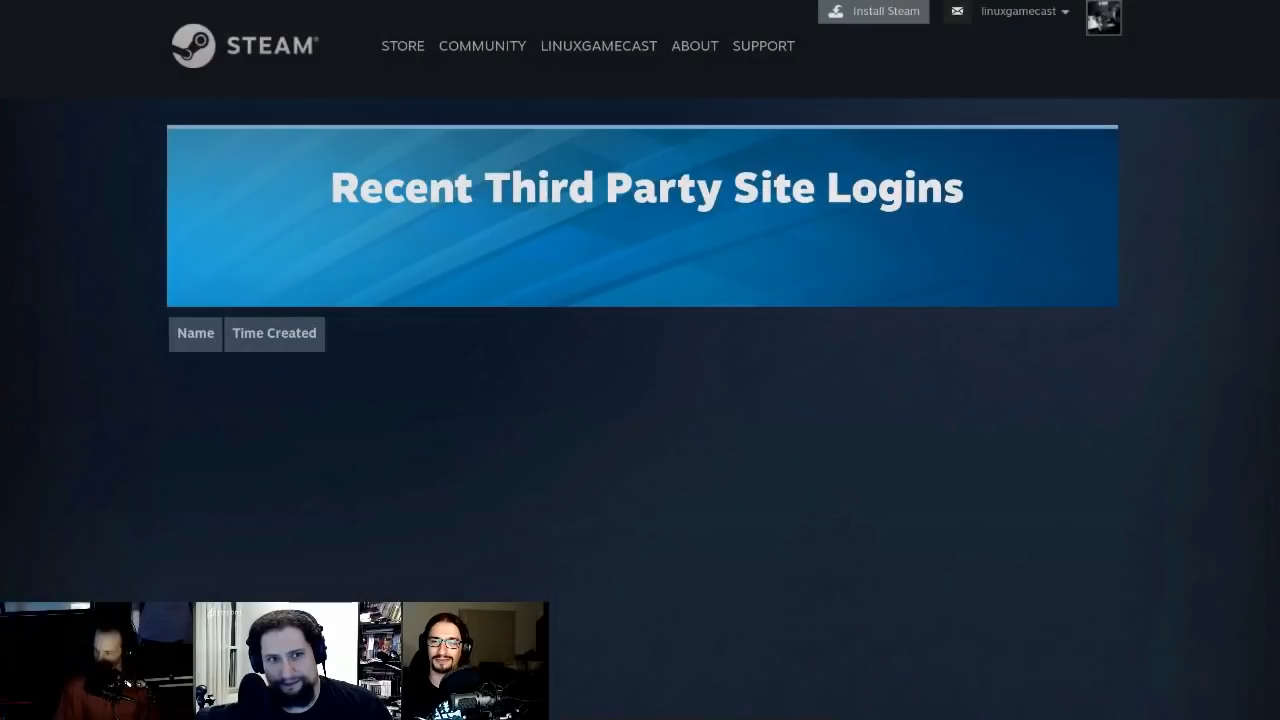 Install Steam
linuxgamecast
STEAM
STORE COMMUNITY LINUXGAMECAST ABOUT SUPPORT
Recent Third Party Site Logins
Name Time Created